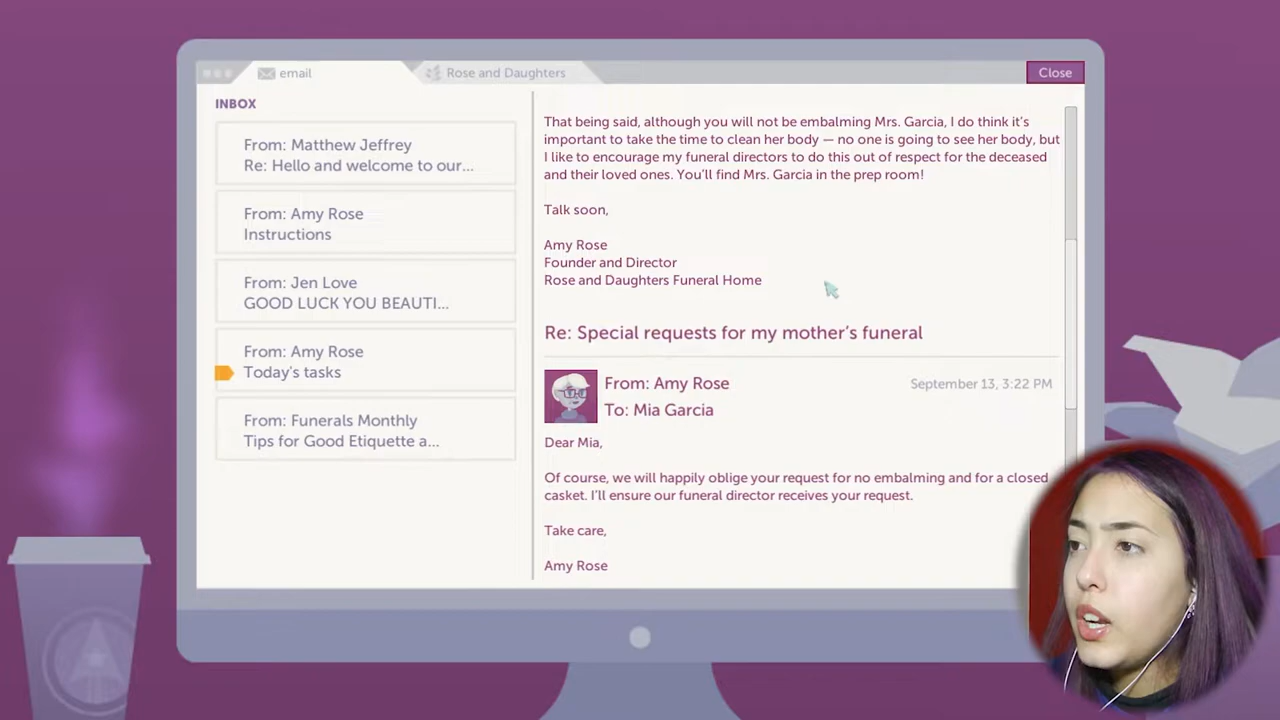 email
Rose and Daughters
Close
INBOX
From: Matthew Jeffrey
Re: Hello and welcome to our...
From: Amy Rose
Instructions
From: Jen Love
GOOD LUCK YOU BEAUTI...
From: Amy Rose
Today's tasks
From: Funerals Monthly
Tips for Good Etiquette a...
That being said, although you will not be embalming Mrs. Garcia, I do think it's
important to take the time to clean her body — no one is going to see her body, but
I like to encourage my funeral directors to do this out of respect for the deceased
and their loved ones. You'll find Mrs. Garcia in the prep room!
Talk soon,
Amy Rose
Founder and Director
Rose and Daughters Funeral Home
Re: Special requests for my mother's funeral
From: Amy Rose
September 13, 3:22 PM
To: Mia Garcia
Dear Mia,
Of course, we will happily oblige your request for no embalming and for a closed
casket. I'll ensure our funeral director receives your request.
Take care,
Amy Rose